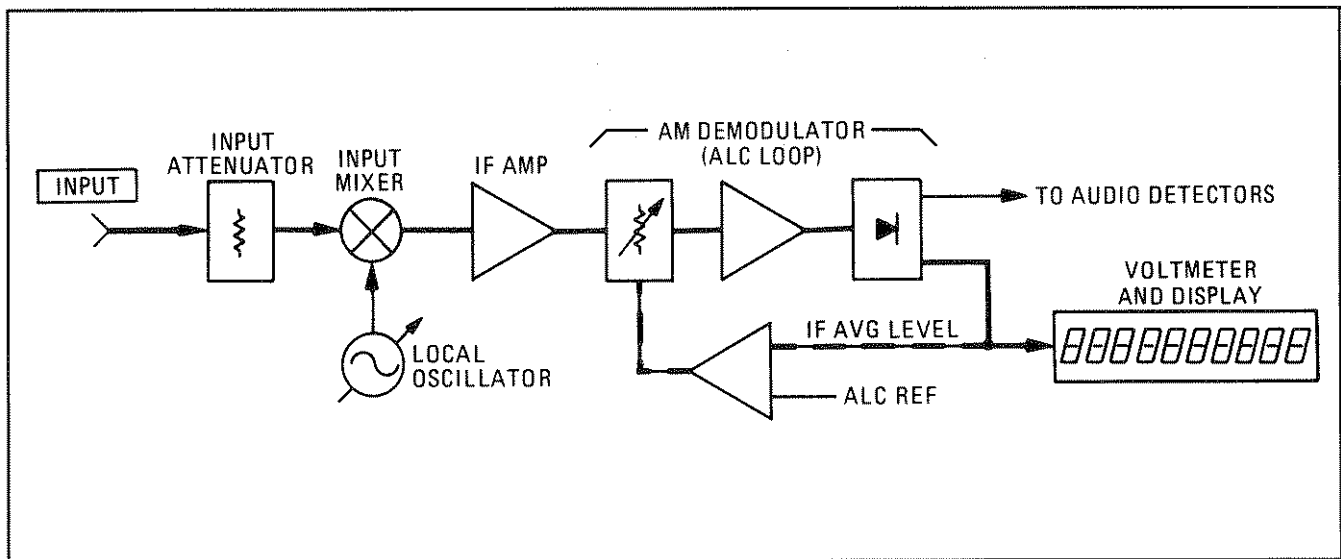 INPUT
INPUT
ATTENUATOR
INPUT
MIXER
IF AMP
AM DEMODULATOR
(ALC LOOP)
TO AUDIO DETECTORS
VOLTMETER
AND DISPLAY
LOCAL
OSCILLATOR
IF AVG LEVEL
ALC REF